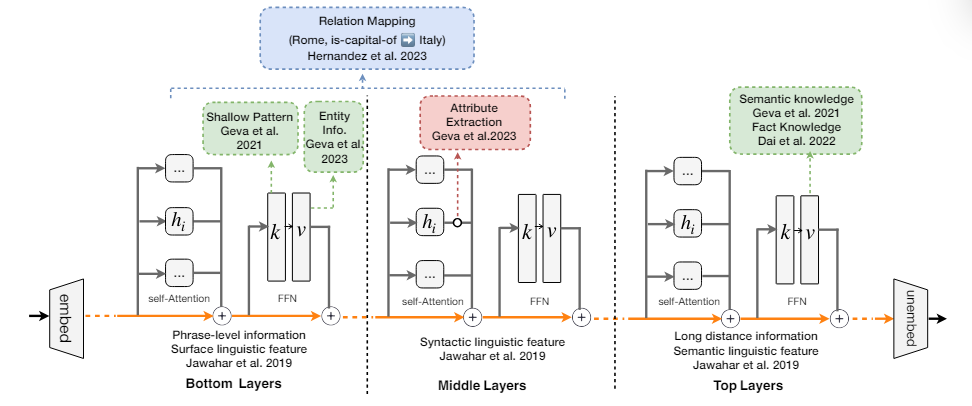 Relation Mapping
(Rome, is-capital-of ➡ Italy)
Hernandez et al. 2023
Shallow Pattern
Geva et al.
2021
Entity
Info.
Geva et al.
2023
Attribute
Extraction
Geva et al.2023
Semantic knowledge
Geva et al. 2021
Fact Knowledge
Dai et al. 2022
...
h_i
...
k
v
self-Attention
FFN
...
h_i
...
k
v
self-Attention
FFN
...
h_i
...
k
v
self-Attention
FFN
embed
+
+
+
+
+
+
unembed
Phrase-level information
Surface linguistic feature
Jawahar et al. 2019
Bottom Layers
Syntactic linguistic feature
Jawahar et al. 2019
Middle Layers
Long distance information
Semantic linguistic feature
Jawahar et al. 2019
Top Layers